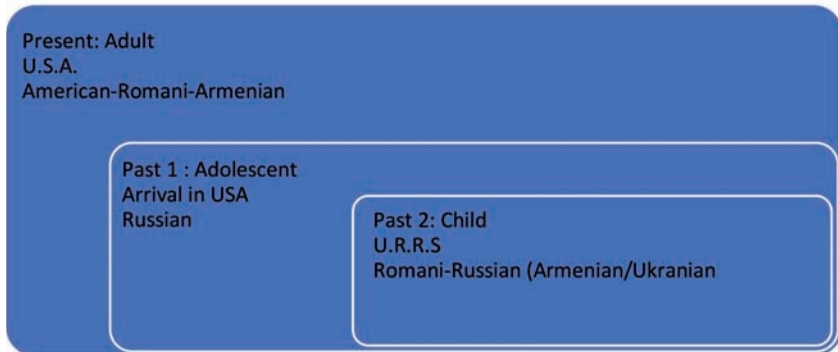 Present: Adult
U.S.A.
American-Romani-Armenian
Past 1 : Adolescent
Arrival in USA
Russian
Past 2: Child
U.R.R.S
Romani-Russian (Armenian/Ukranian